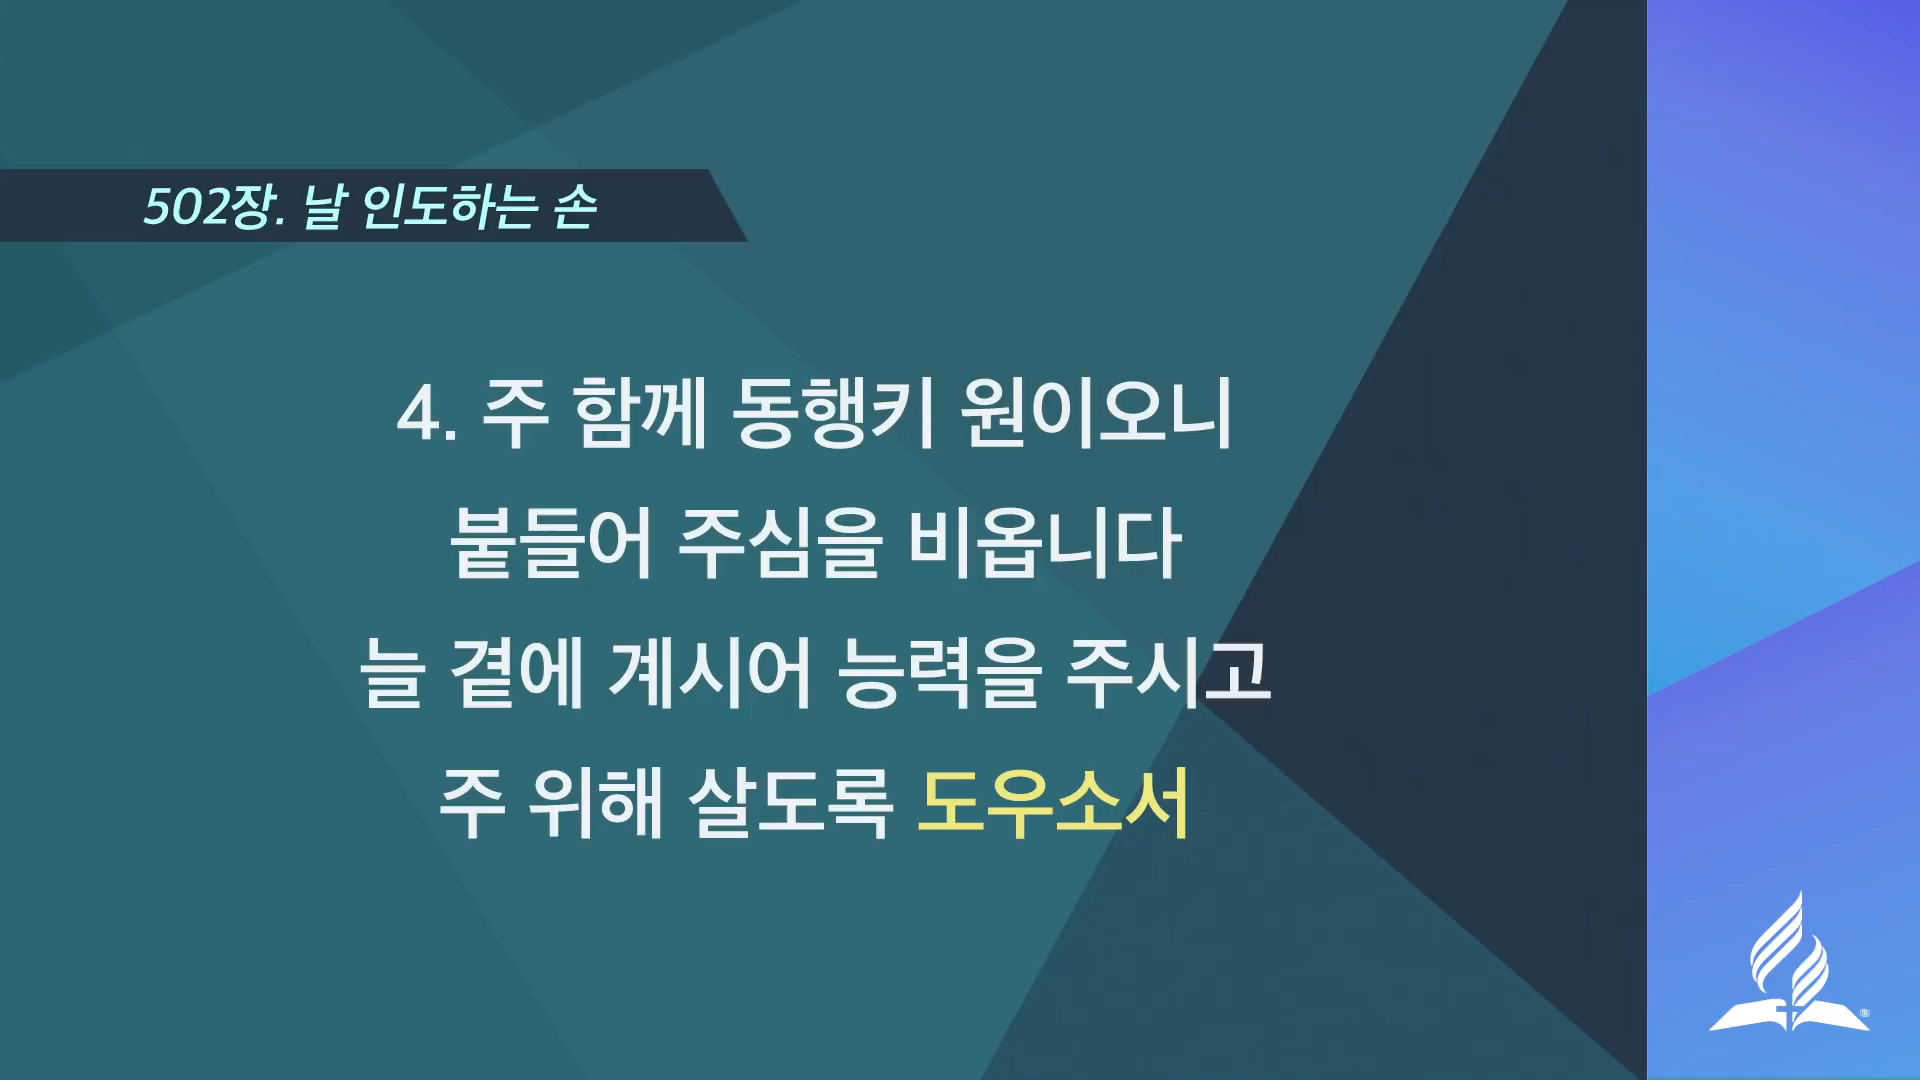 502장. 날 인도하는 손
4. 주 함께 동행키 원이오니
붙들어 주심을 비옵니다
늘 곁에 계시어 능력을 주시고
주 위해 살도록 도우소서
®